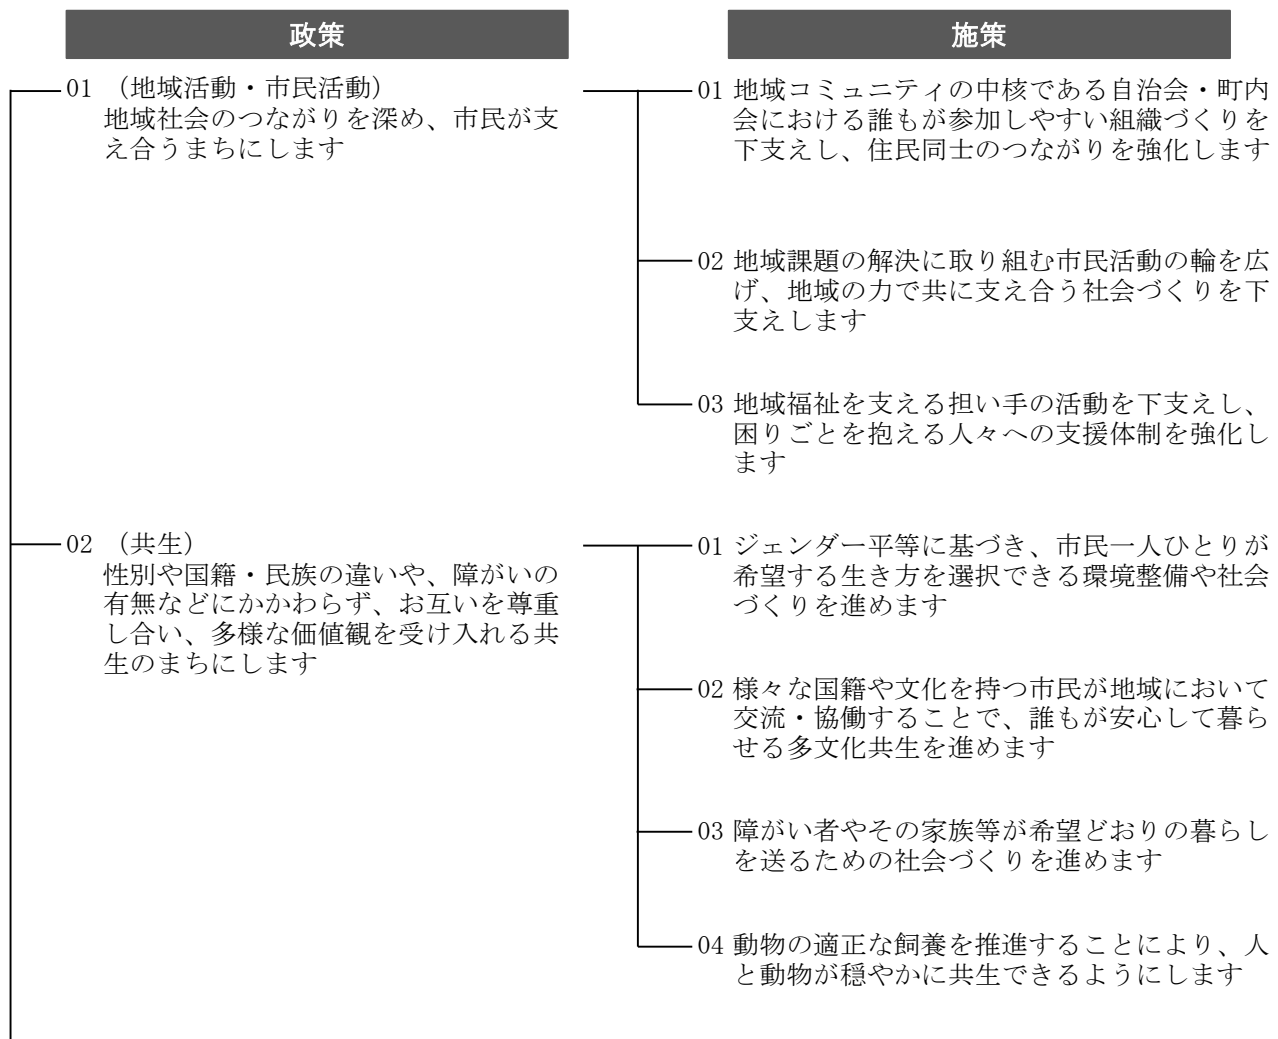 政策
施策
01 （地域活動・市民活動）
地域社会のつながりを深め、市民が支
え合うまちにします
01 地域コミュニティの中核である自治会・町内
会における誰もが参加しやすい組織づくりを
下支えし、住民同士のつながりを強化します
02 地域課題の解決に取り組む市民活動の輪を広
げ、地域の力で共に支え合う社会づくりを下
支えします
03 地域福祉を支える担い手の活動を下支えし、
困りごとを抱える人々への支援体制を強化し
ます
02 （共生）
性別や国籍・民族の違いや、障がいの
有無などにかかわらず、お互いを尊重
し合い、多様な価値観を受け入れる共
生のまちにします
01 ジェンダー平等に基づき、市民一人ひとりが
希望する生き方を選択できる環境整備や社会
づくりを進めます
02 様々な国籍や文化を持つ市民が地域において
交流・協働することで、誰もが安心して暮ら
せる多文化共生を進めます
03 障がい者やその家族等が希望どおりの暮らし
を送るための社会づくりを進めます
04 動物の適正な飼養を推進することにより、人
と動物が穏やかに共生できるようにします